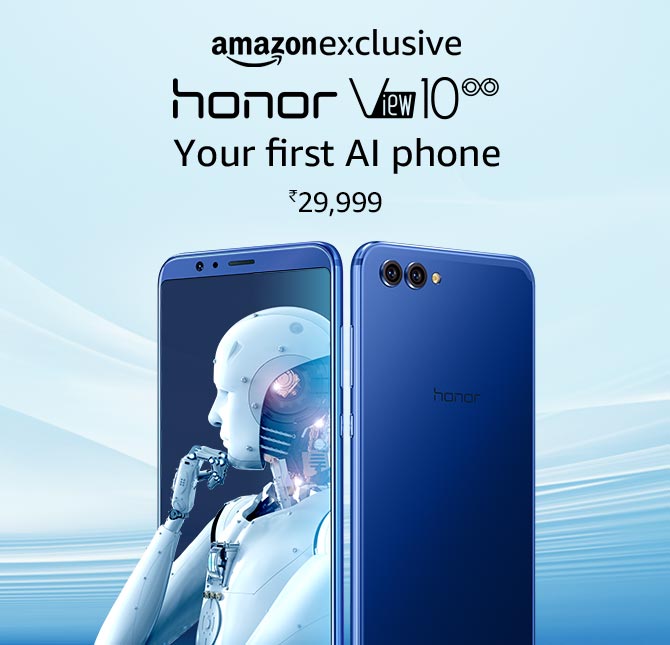 amazonexclusive
honor View10
Your first AI phone
₹29,999
honor